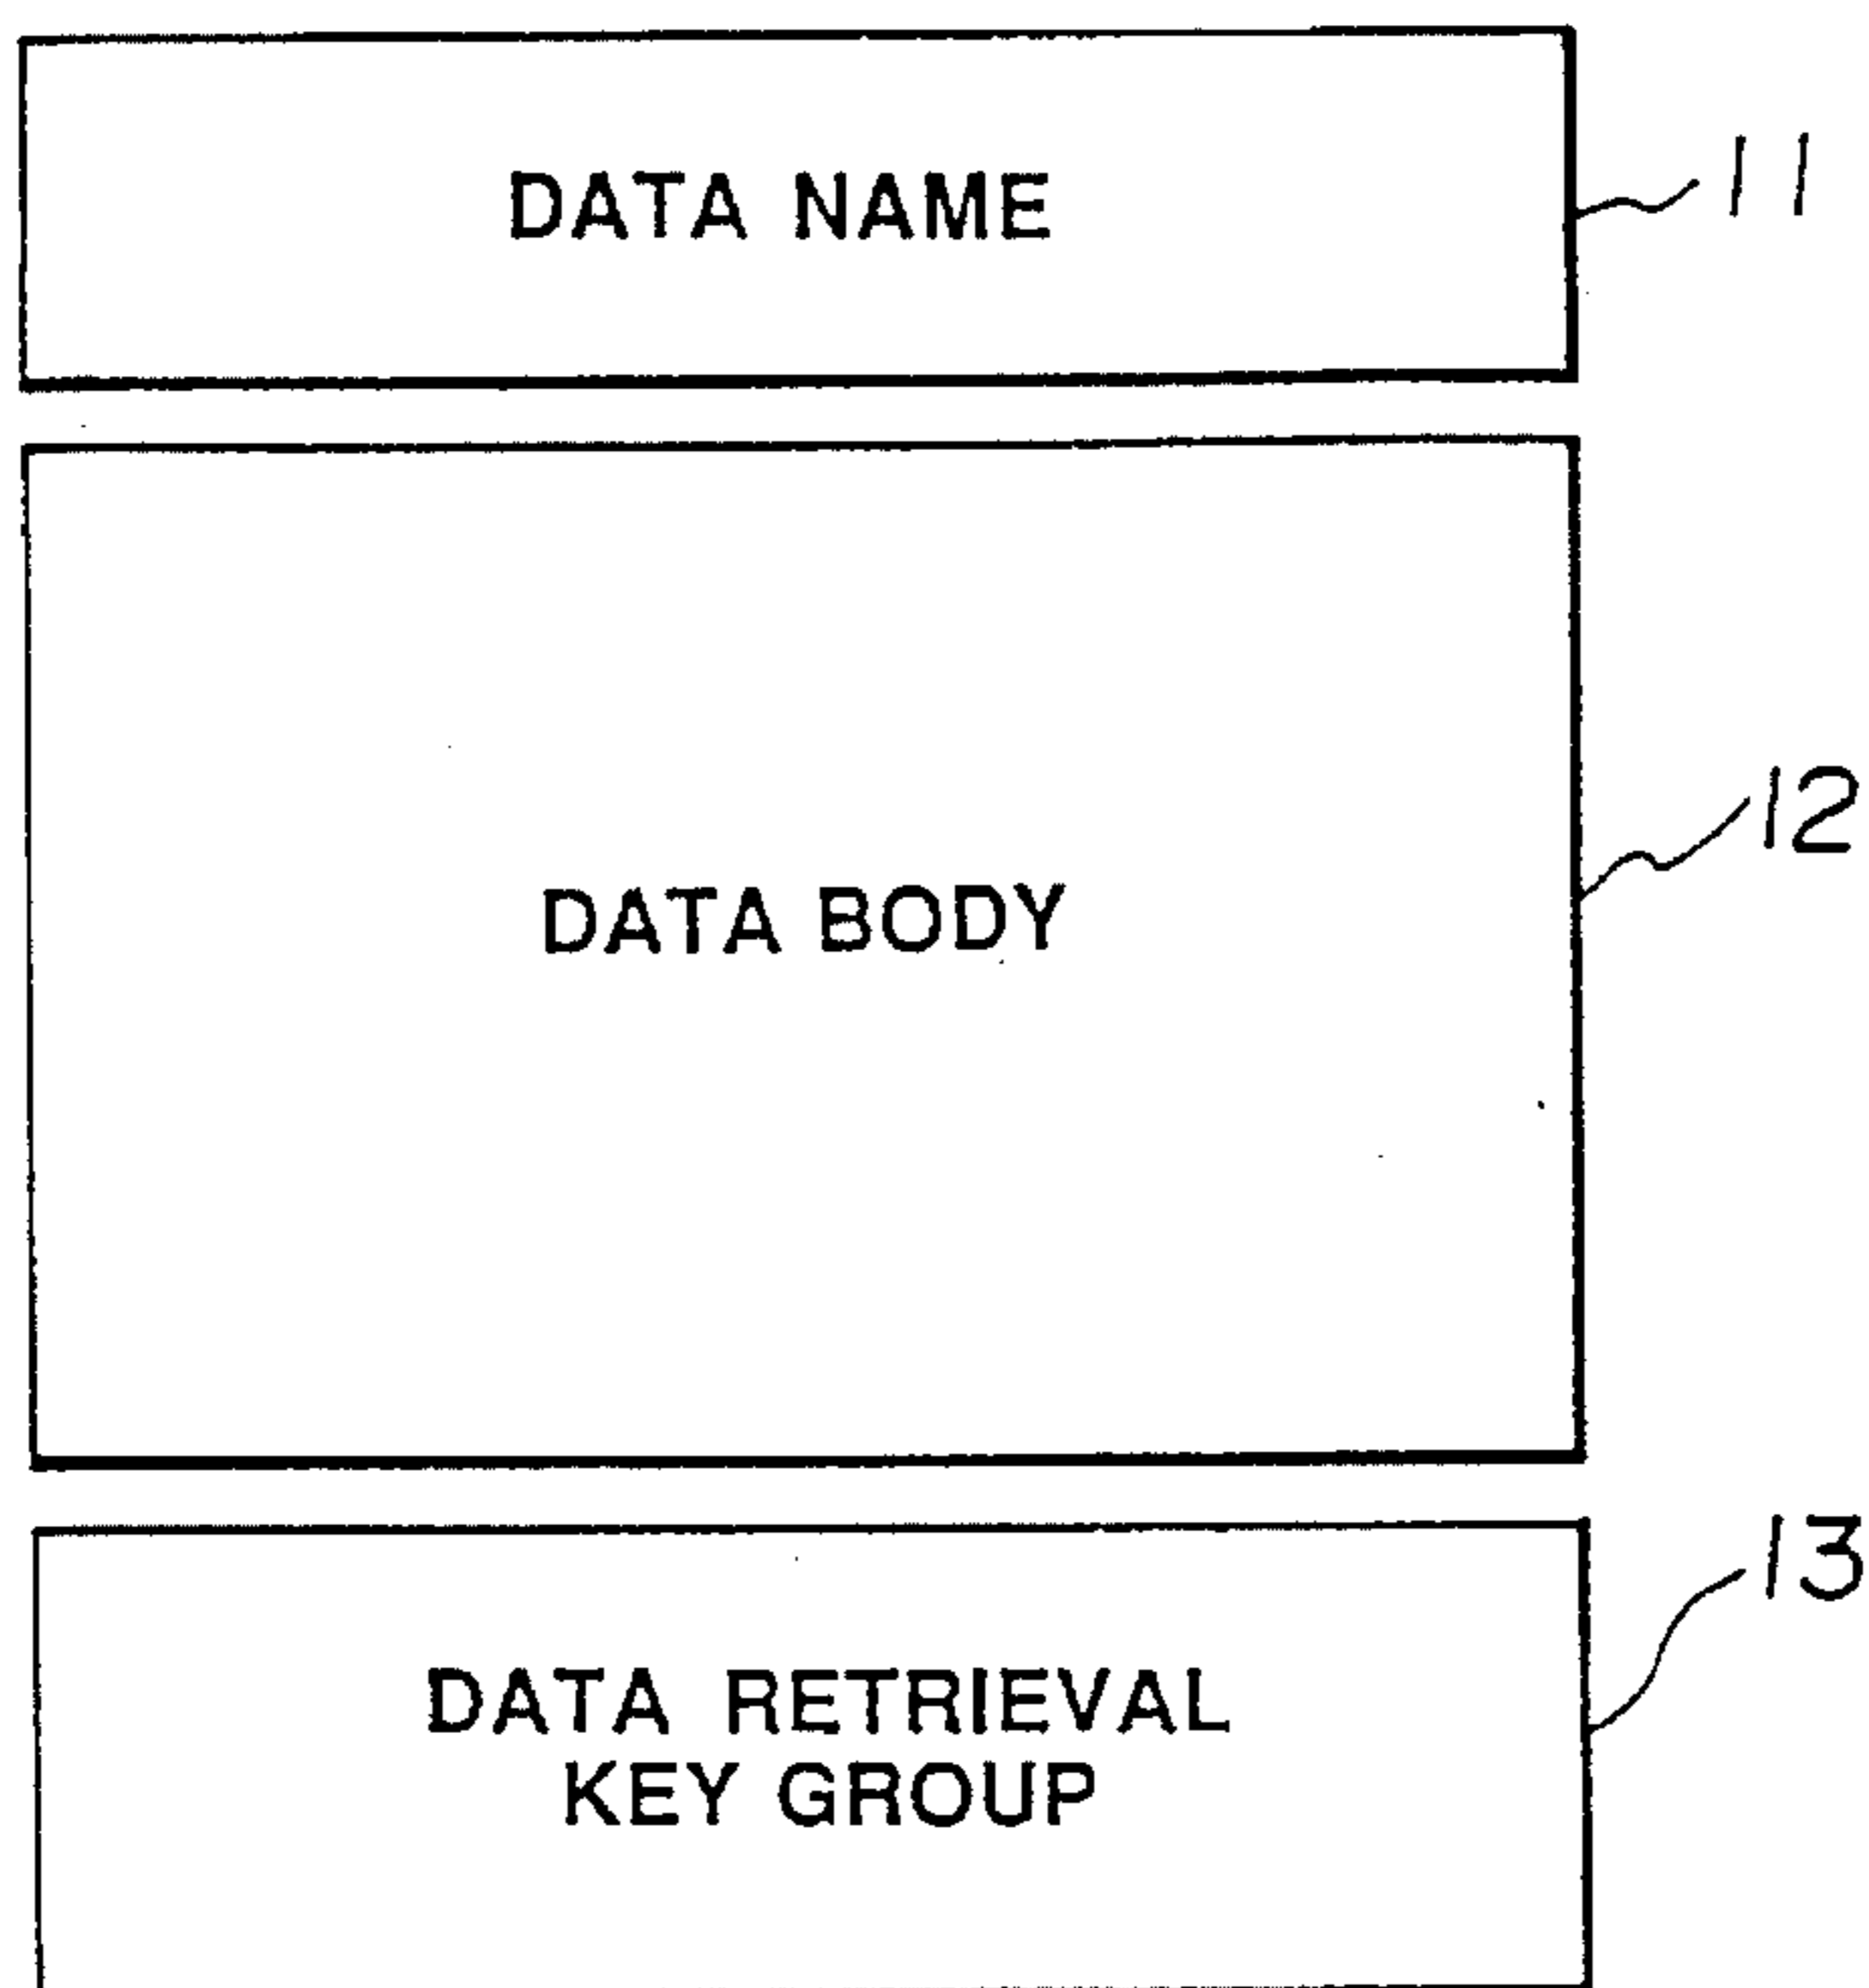 DATA NAME
11
DATA BODY
12
13
DATA RETRIEVAL
KEY GROUP